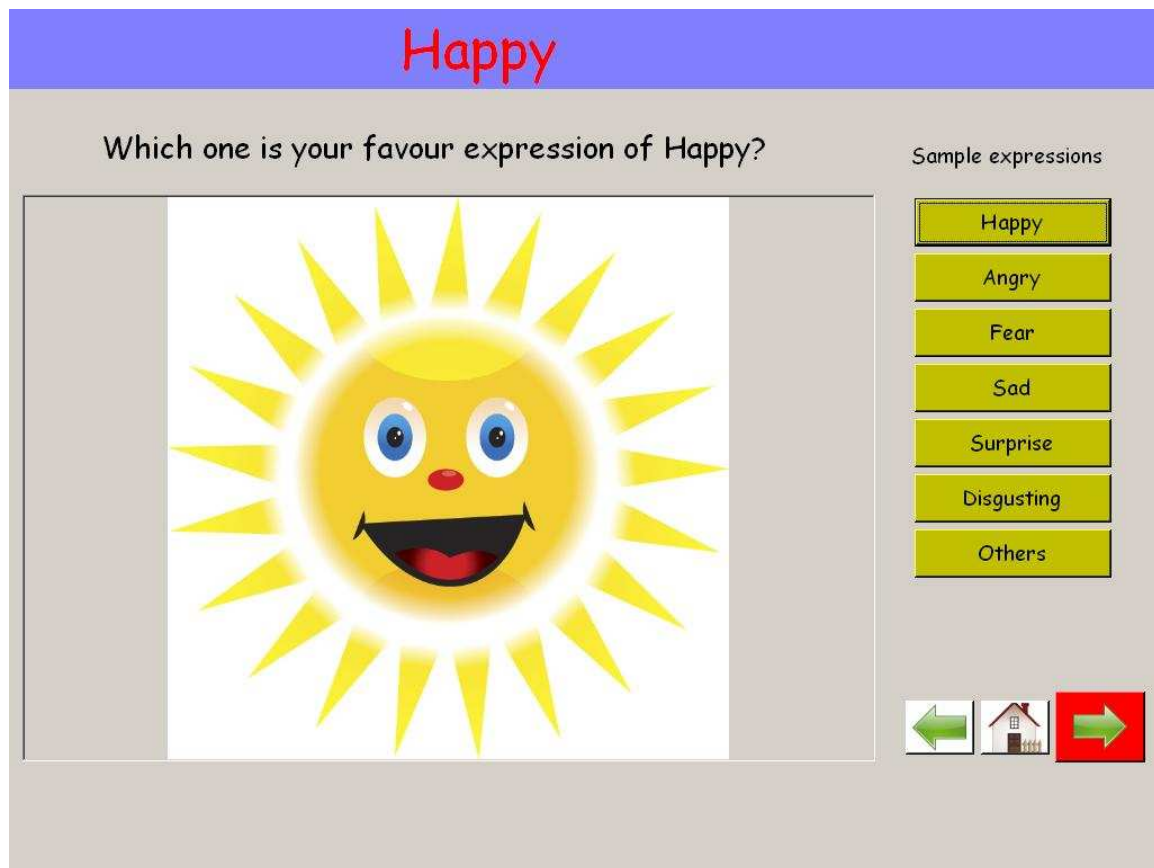 Happy
Which one is your favour expression of Happy?
Sample expressions
Happy
Angry
Fear
Sad
Surprise
Disgusting
Others